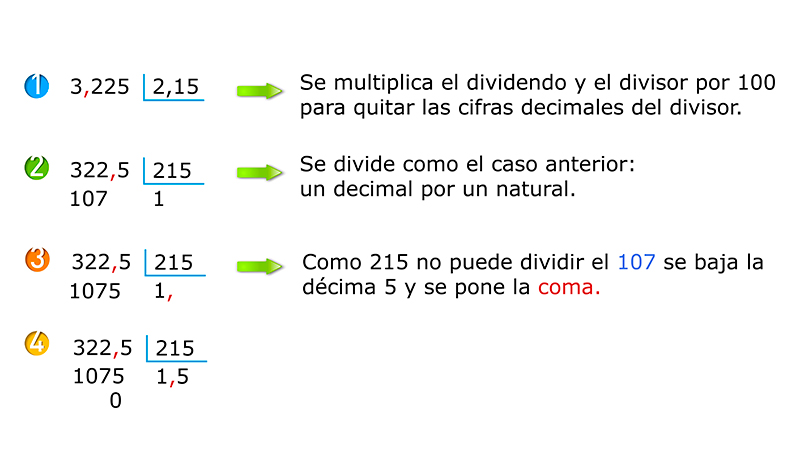 1 3,225 2,15 Se multiplica el dividendo y el divisor por 100
para quitar las cifras decimales del divisor.
2 322,5 215 Se divide como el caso anterior:
107 1 un decimal por un natural.
3 322,5 215 Como 215 no puede dividir el 107 se baja la
1075 1, décima 5 y se pone la coma.
4 322,5 215
1075 1,5
0